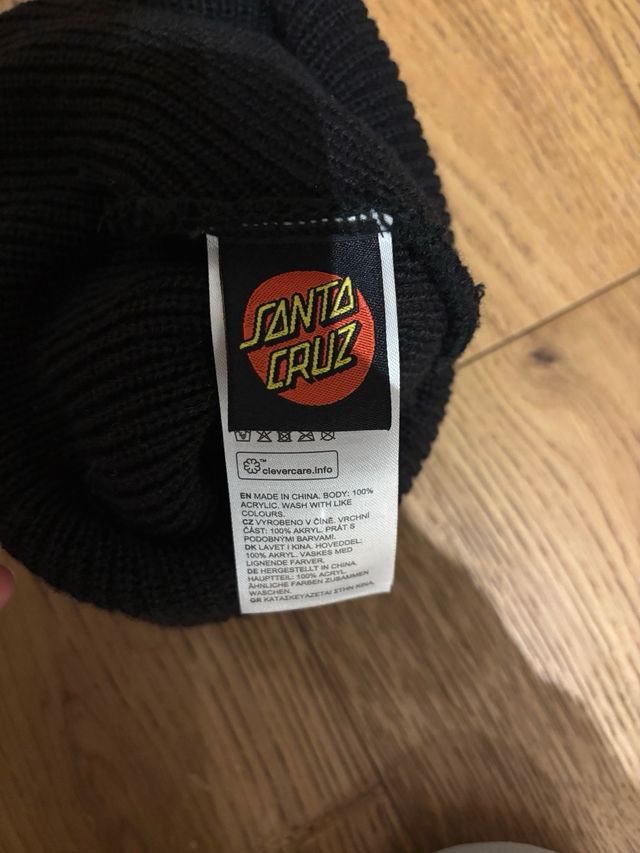 SANTA
CRUZ
™
clevercare.info
EN MADE IN CHINA. BODY: 100%
ACRYLIC. WASH WITH LIKE
COLOURS.
CZ VYROBENO V ČÍNĚ. VRCHNÍ
ČÁST: 100% AKRYL. PRÁT S
PODOBNÝMI BARVAMI.
DK LAVET I KINA. HOVEDDEL:
100% AKRYL. VASKES MED
LIGNENDE FARVER.
DE HERGESTELLT IN CHINA.
HAUPTTEIL: 100% ACRYL.
ÄHNLICHE FARBEN ZUSAMMEN
WASCHEN.
GR ΚΑΤΑΣΚΕΥΑΖΕΤΑΙ ΣΤΗΝ ΚΙΝΑ.